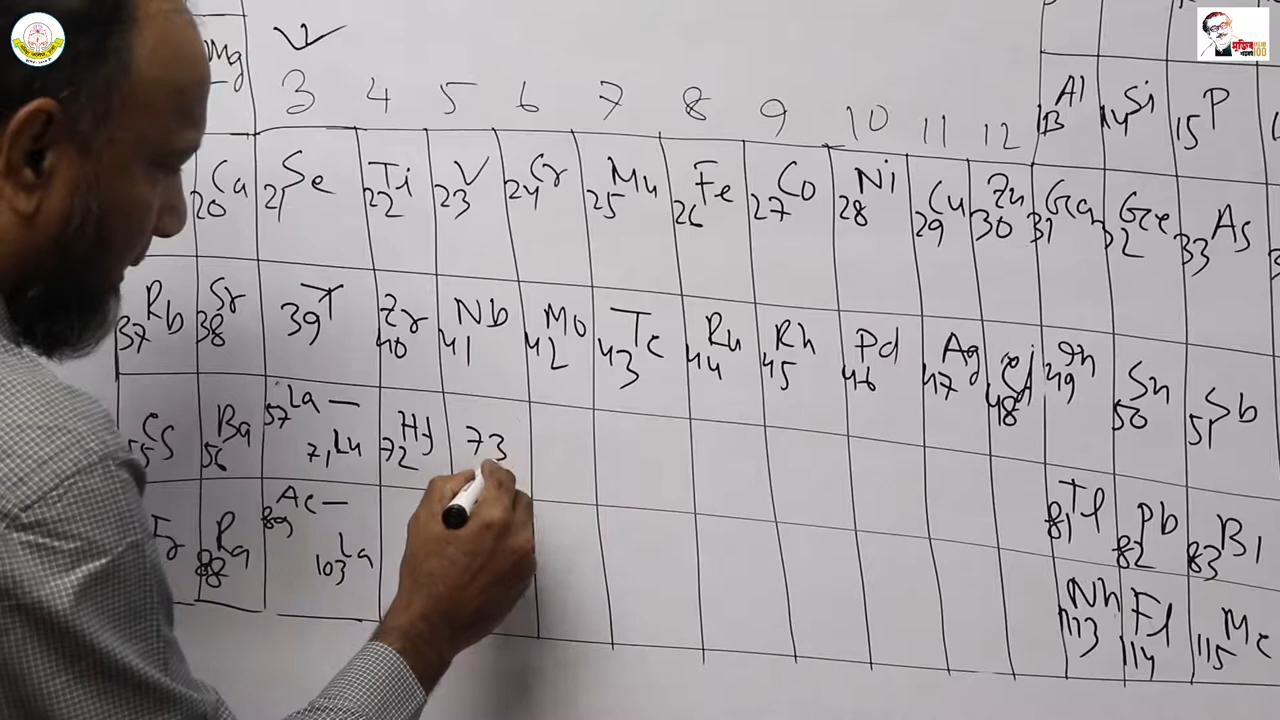 Mg
3 4 5 6 7 8 9 10 11 12
13 Al 14 Si 15 P
20 Ca 21 Se 22 Ti 23 V 24 Cr 25 Mn 26 Fe 27 Co 28 Ni 29 Cu 30 Zn 31 Ga 32 Ge 33 As
37 Rb 38 Sr 39 Y 40 Zr 41 Nb 42 Mo 43 Tc 44 Ru 45 Rh 46 Pd 47 Ag 48 Cd 49 In 50 Sn 51 Sb
55 Cs 56 Ba 57 La — 72 Hf 73
71 Lu
81 Tl 82 Pb 83 Bi
Fr 88 Ra 89 Ac —
103 La
113 Nh 114 Fl 115 Mc